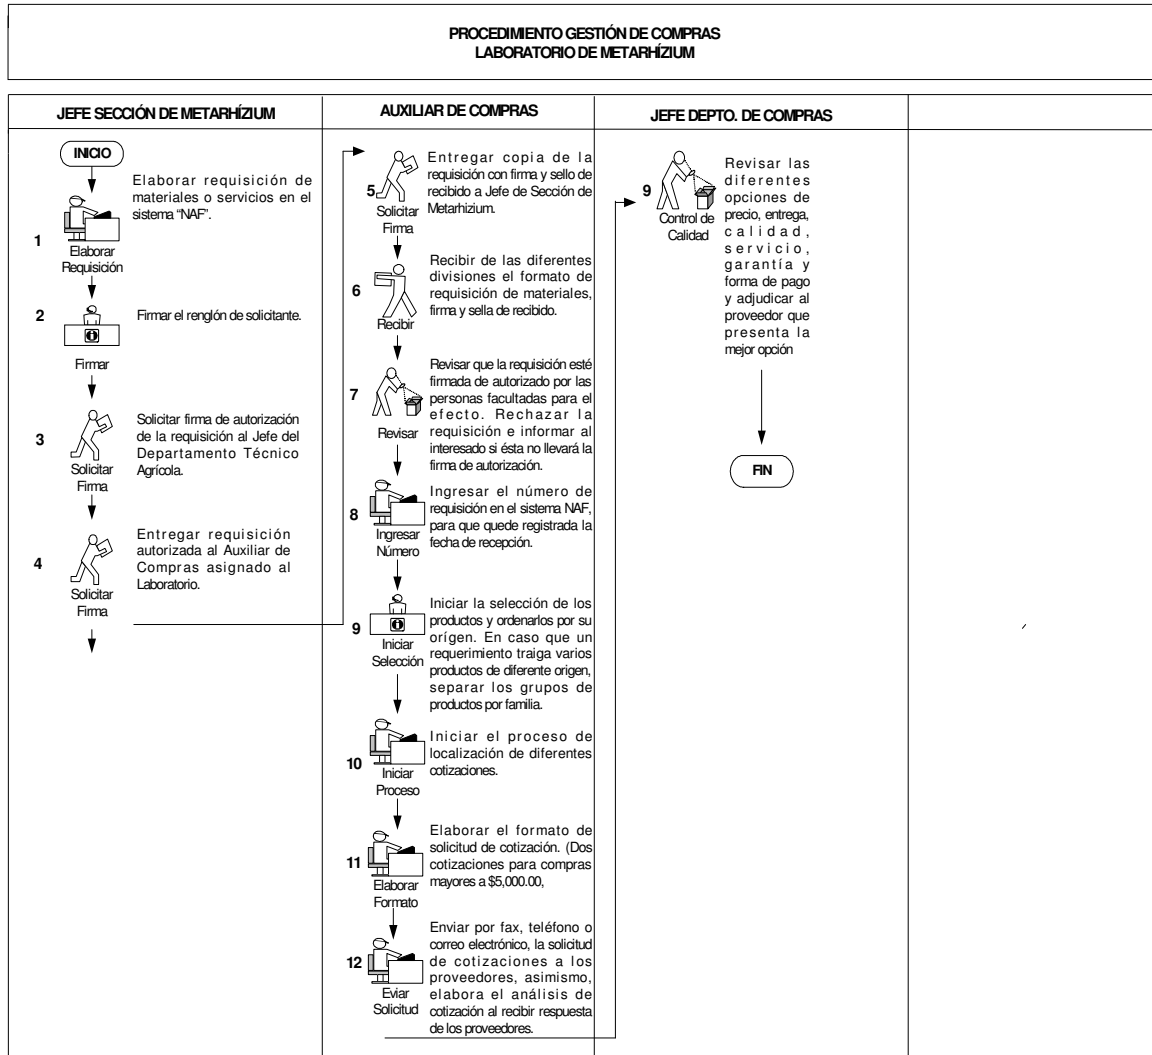 PROCEDIMIENTO GESTIÓN DE COMPRAS
LABORATORIO DE METARHÍZIUM
JEFE SECCIÓN DE METARHÍZIUM
INICIO
Elaborar requisición de
materiales o servicios en el
sistema “NAF”.
1
Elaborar
Requisición
2
Firmar el renglón de solicitante.
Firmar
Solicitar firma de autorización
de la requisición al Jefe del
Departamento Técnico
Agrícola.
3
Solicitar
Firma
Entregar requisición
autorizada al Auxiliar de
Compras asignado al
Laboratorio.
4
Solicitar
Firma
AUXILIAR DE COMPRAS
Entregar copia de la
requisición con firma y sello de
recibido a Jefe de Sección de
Metarhizium.
5
Solicitar
Firma
Recibir de las diferentes
divisiones el formato de
requisición de materiales,
firma y sella de recibido.
6
Recibir
Revisar que la requisición esté
firmada de autorizado por las
personas facultadas para el
efecto. Rechazar la
requisición e informar al
interesado si ésta no llevará la
firma de autorización.
7
Revisar
Ingresar el número de
requisición en el sistema NAF,
para que quede registrada la
fecha de recepción.
8
Ingresar
Número
Iniciar la selección de los
productos y ordenarlos por su
orígen. En caso que un
requerimiento traiga varios
productos de diferente origen,
separar los grupos de
productos por familia.
9
Iniciar
Selección
Iniciar el proceso de
localización de diferentes
cotizaciones.
10
Iniciar
Proceso
Elaborar el formato de
solicitud de cotización. (Dos
cotizaciones para compras
mayores a $5,000.00,
11
Elaborar
Formato
Enviar por fax, teléfono o
correo electrónico, la solicitud
de cotizaciones a los
proveedores, asimismo,
elabora el análisis de
cotización al recibir respuesta
de los proveedores.
12
Eviar
Solicitud
JEFE DEPTO. DE COMPRAS
9
Control de
Calidad
Revisar las
diferentes
opciones de
precio, entrega,
calidad,
servicio,
garantía y
forma de pago
y adjudicar al
proveedor que
presenta la
mejor opción
FIN